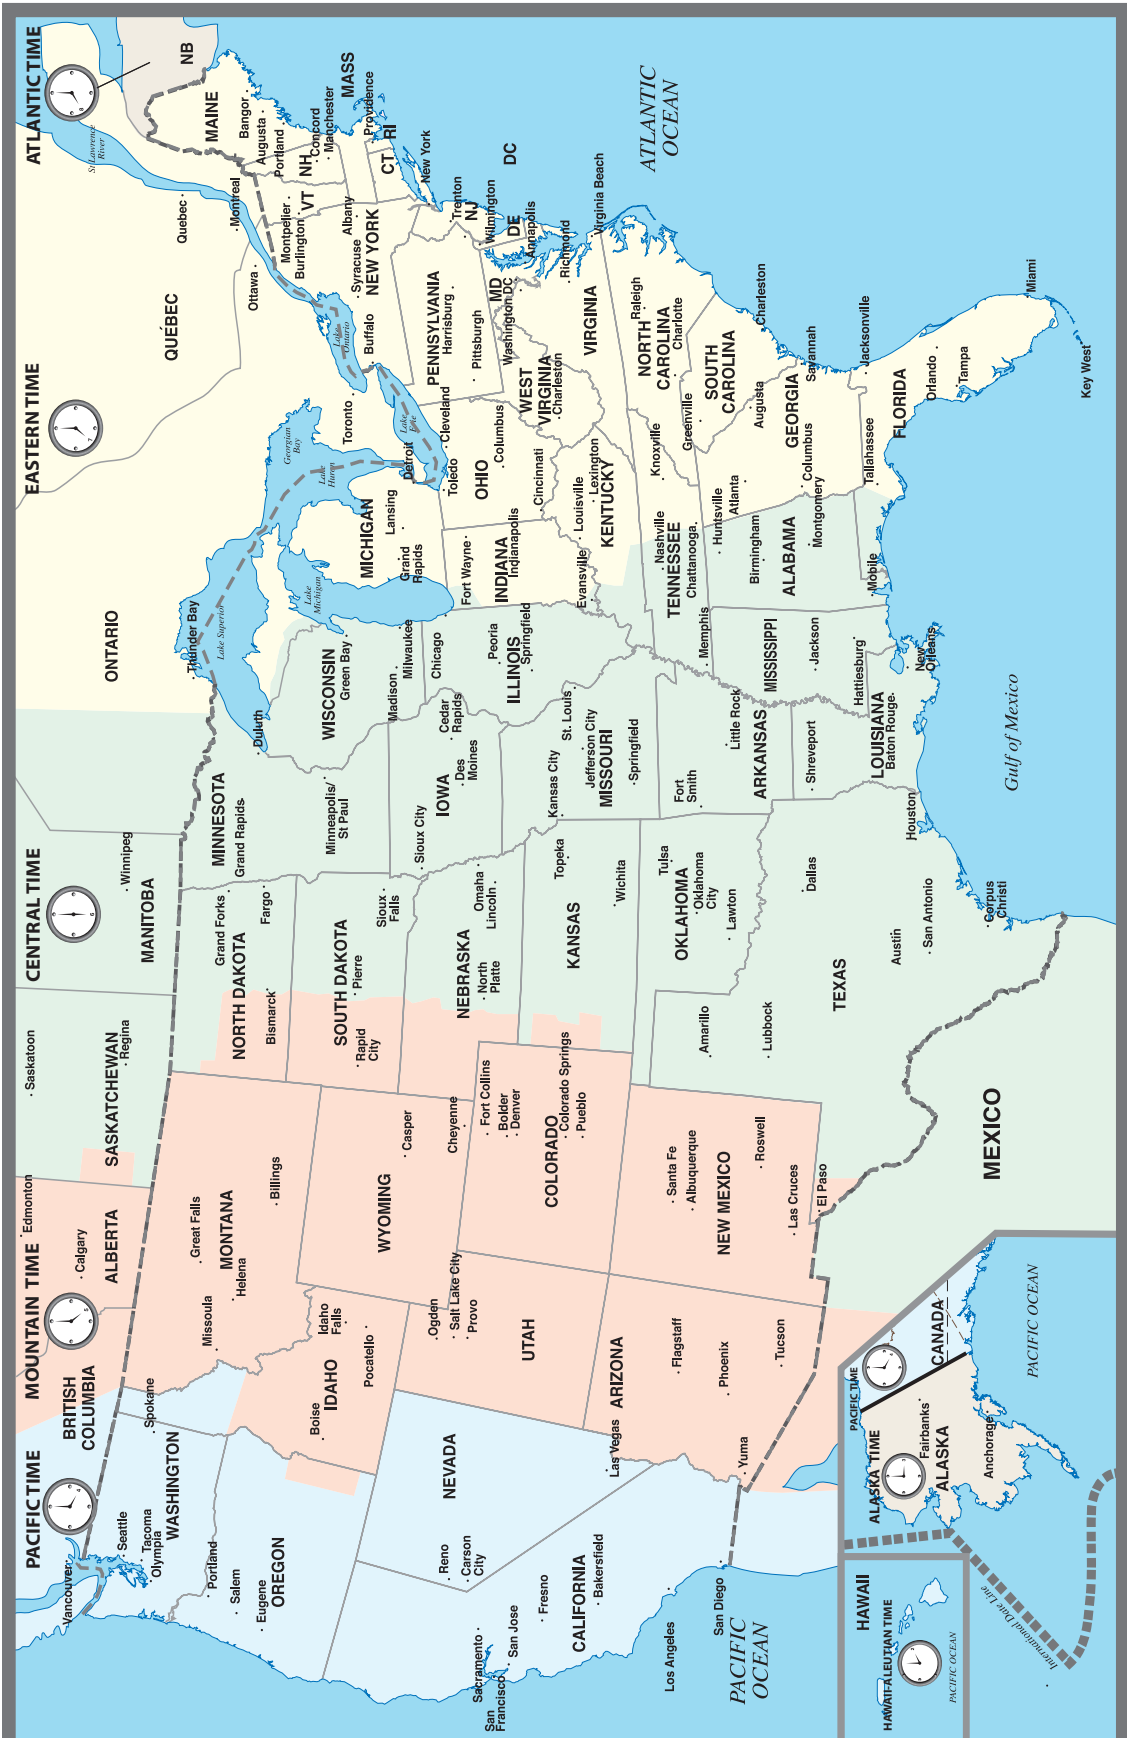 PACIFIC TIME
MOUNTAIN TIME
CENTRAL TIME
EASTERN TIME
ATLANTIC TIME
Vancouver
BRITISH
COLUMBIA
Calgary
Edmonton
ALBERTA
Saskatoon
SASKATCHEWAN
Regina
Winnipeg
MANITOBA
ONTARIO
Thunder Bay
QUÉBEC
Quebec
Montreal
Ottawa
Toronto
St Lawrence
River
NB
Seattle
Tacoma
Olympia
Spokane
WASHINGTON
Portland
Salem
Eugene
OREGON
Boise
IDAHO
Idaho
Falls
Pocatello
Missoula
Great Falls
Helena
MONTANA
Billings
WYOMING
Casper
Cheyenne
NORTH DAKOTA
Bismarck
Grand Forks
Fargo
SOUTH DAKOTA
Rapid
City
Pierre
Sioux
Falls
NEBRASKA
North
Platte
Omaha
Lincoln
MINNESOTA
Grand Rapids
Duluth
Minneapolis/
St Paul
WISCONSIN
Green Bay
Madison
Milwaukee
IOWA
Sioux City
Des
Moines
Cedar
Rapids
Chicago
Peoria
ILLINOIS
Springfield
MICHIGAN
Lansing
Grand
Rapids
Detroit
Lake Superior
Lake
Michigan
Lake
Huron
Georgian
Bay
Lake
Erie
Lake
Ontario
Fort Wayne
INDIANA
Indianapolis
Evansville
OHIO
Toledo
Cleveland
Columbus
Cincinnati
PENNSYLVANIA
Harrisburg
Pittsburgh
NEW YORK
Buffalo
Syracuse
Albany
New York
Montpelier
Burlington
VT
NH
Concord
Manchester
MAINE
Bangor
Augusta
Portland
MASS
Providence
RI
CT
Trenton
NJ
Wilmington
DE
DC
MD
Annapolis
Washington DC
WEST
VIRGINIA
Charleston
VIRGINIA
Richmond
Virginia Beach
KENTUCKY
Louisville
Lexington
TENNESSEE
Nashville
Chattanooga
Knoxville
Memphis
NORTH
CAROLINA
Raleigh
Charlotte
SOUTH
CAROLINA
Greenville
Charleston
GEORGIA
Atlanta
Augusta
Columbus
Savannah
ALABAMA
Huntsville
Birmingham
Montgomery
Mobile
MISSISSIPPI
Jackson
Hattiesburg
FLORIDA
Tallahassee
Jacksonville
Orlando
Tampa
Miami
Key West
LOUISIANA
Baton Rouge
New
Orleans
Shreveport
ARKANSAS
Little Rock
Fort
Smith
MISSOURI
Kansas City
St. Louis
Jefferson City
Springfield
KANSAS
Topeka
Wichita
OKLAHOMA
Tulsa
Oklahoma
City
Lawton
TEXAS
Amarillo
Lubbock
Dallas
Austin
San Antonio
Houston
Corpus
Christi
El Paso
NEW MEXICO
Santa Fe
Albuquerque
Roswell
Las Cruces
COLORADO
Fort Collins
Bolder
Denver
Colorado Springs
Pueblo
UTAH
Ogden
Salt Lake City
Provo
ARIZONA
Flagstaff
Phoenix
Tucson
Yuma
NEVADA
Reno
Carson
City
Las Vegas
CALIFORNIA
Sacramento
San
Francisco
San Jose
Fresno
Bakersfield
Los Angeles
San Diego
PACIFIC
OCEAN
ATLANTIC
OCEAN
Gulf of Mexico
MEXICO
HAWAII
HAWAII-ALEUTIAN TIME
PACIFIC OCEAN
ALASKA TIME
PACIFIC TIME
Fairbanks
ALASKA
Anchorage
CANADA
PACIFIC OCEAN
International Date Line